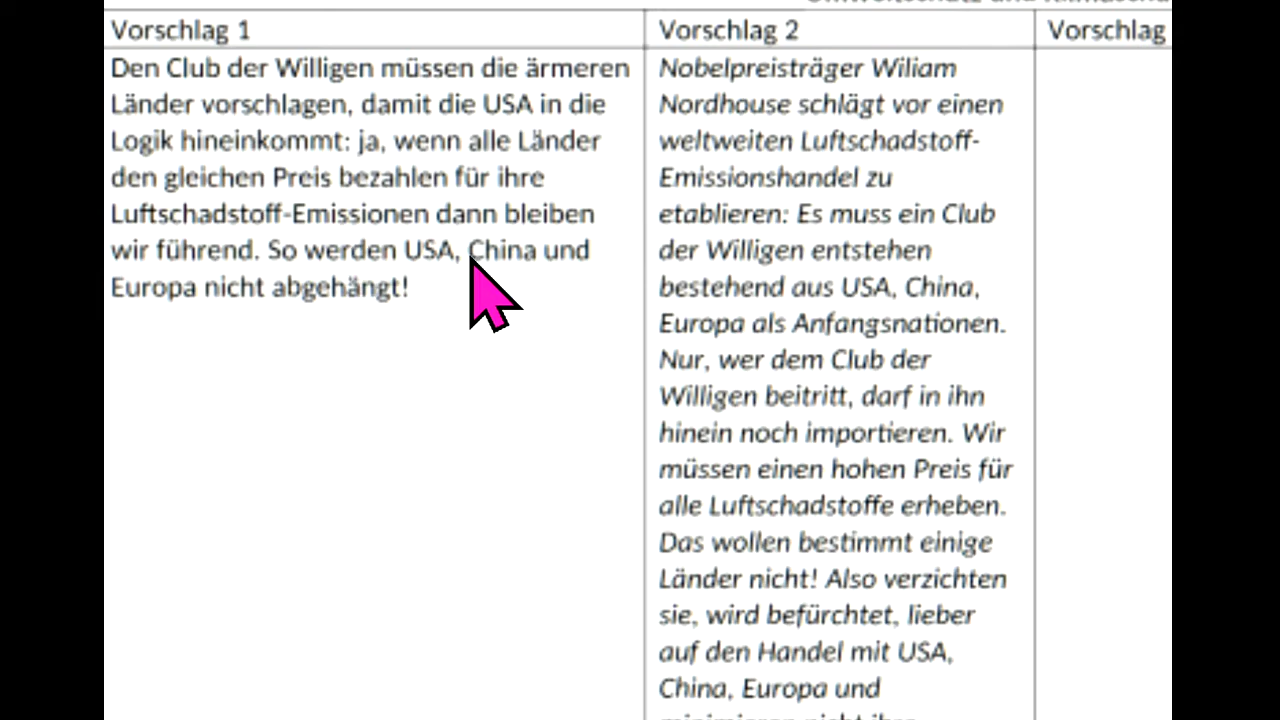 Vorschlag 1
Den Club der Willigen müssen die ärmeren
Länder vorschlagen, damit die USA in die
Logik hineinkommt: ja, wenn alle Länder
den gleichen Preis bezahlen für ihre
Luftschadstoff-Emissionen dann bleiben
wir führend. So werden USA, China und
Europa nicht abgehängt!
Vorschlag 2
Nobelpreisträger Wiliam
Nordhouse schlägt vor einen
weltweiten Luftschadstoff-
Emissionshandel zu
etablieren: Es muss ein Club
der Willigen entstehen
bestehend aus USA, China,
Europa als Anfangsnationen.
Nur, wer dem Club der
Willigen beitritt, darf in ihn
hinein noch importieren. Wir
müssen einen hohen Preis für
alle Luftschadstoffe erheben.
Das wollen bestimmt einige
Länder nicht! Also verzichten
sie, wird befürchtet, lieber
auf den Handel mit USA,
China, Europa und
Vorschlag